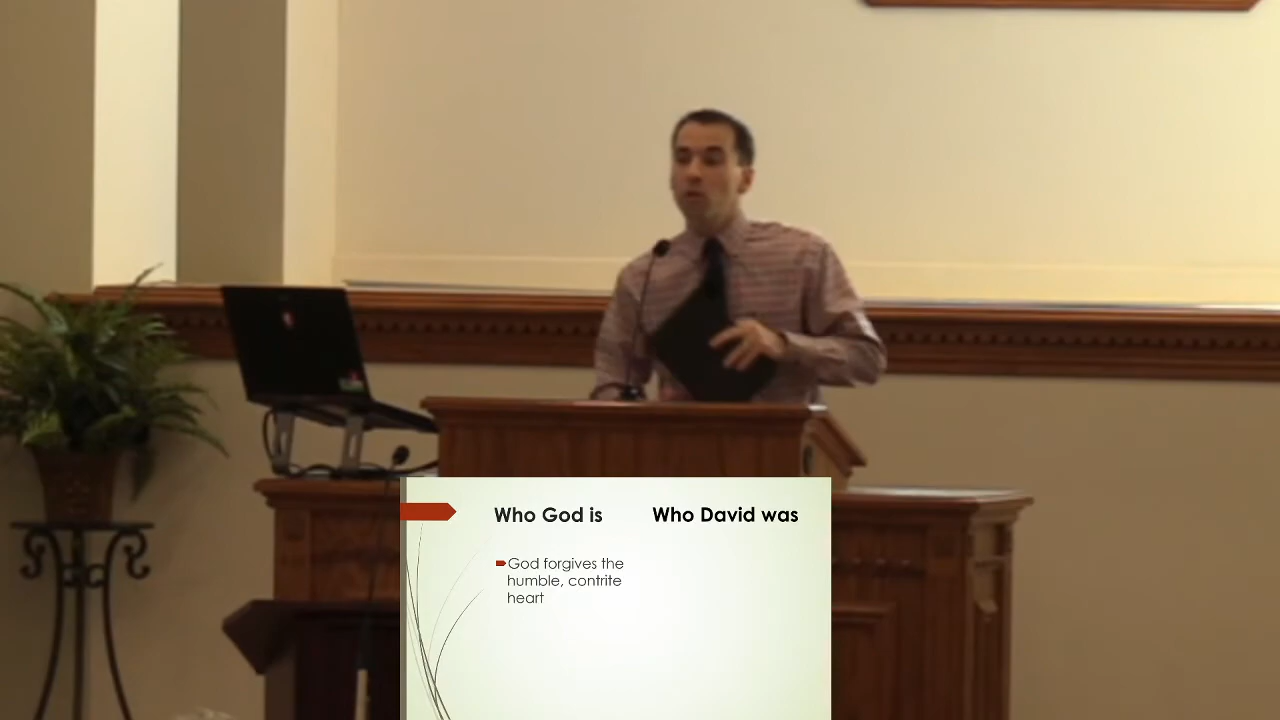 Who God is
Who David was
God forgives the
humble, contrite
heart